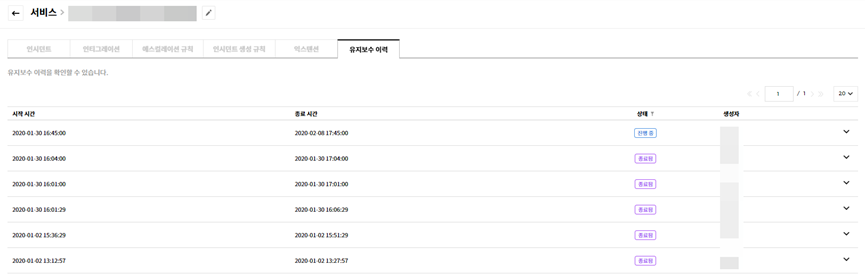 서비스 >
인시던트 인티그레이션 에스컬레이션 규칙 인시던트 생성 규칙 익스텐션 유지보수 이력
유지보수 이력을 확인할 수 있습니다.
1 / 1 20
시작 시간 종료 시간 상태 ↑ 생성자
2020-01-30 16:45:00 2020-02-08 17:45:00 진행 중
2020-01-30 16:04:00 2020-01-30 17:04:00 종료됨
2020-01-30 16:01:00 2020-01-30 17:01:00 종료됨
2020-01-30 16:01:29 2020-01-30 16:06:29 종료됨
2020-01-02 15:36:29 2020-01-02 15:51:29 종료됨
2020-01-02 13:12:57 2020-01-02 13:27:57 종료됨